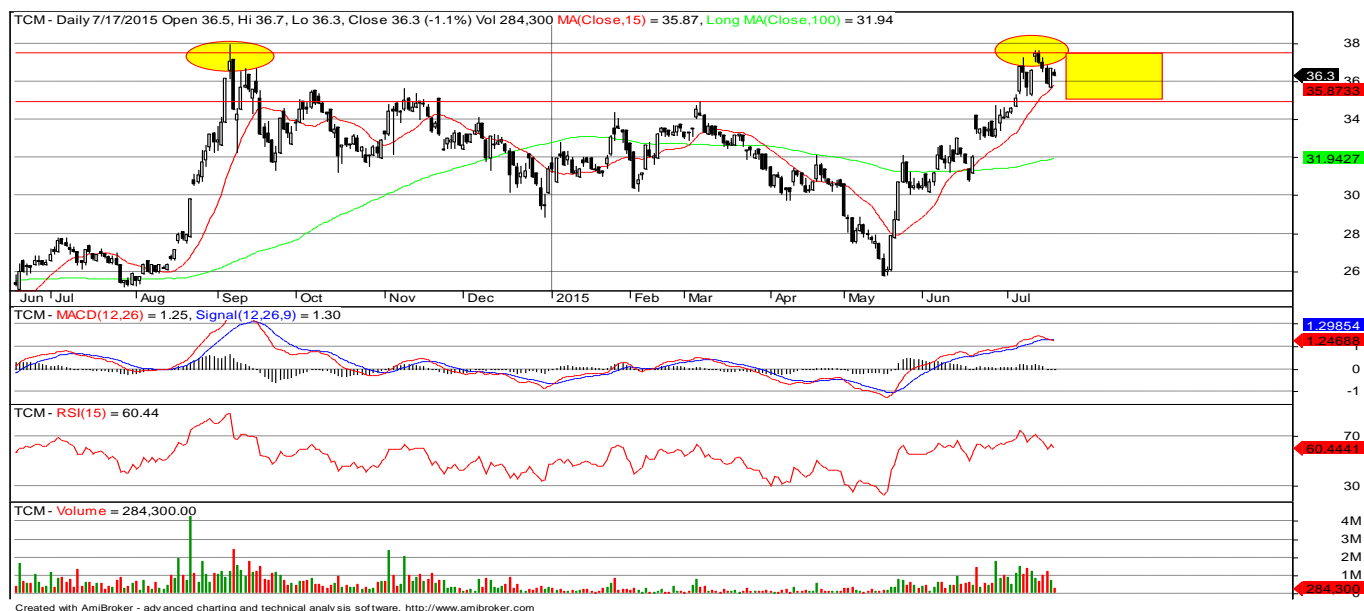 TCM - Daily 7/17/2015 Open 36.5, Hi 36.7, Lo 36.3, Close 36.3 (-1.1%) Vol 284,300 MA(Close,15) = 35.87, Long MA(Close,100) = 31.94
38
36.3
36
35.8733
34
31.9427
30
28
26
Jun Jul Aug Sep Oct Nov Dec 2015 Feb Mar Apr May Jun Jul
TCM - MACD(12,26) = 1.25, Signal(12,26,9) = 1.30
1.29854
1.24688
1
0
-1
TCM - RSI(15) = 60.44
70
60.4441
30
TCM - Volume = 284,300.00
4M
3M
2M
1M
284,300
0
Created with AmiBroker - advanced charting and technical analysis software. http://www.amibroker.com